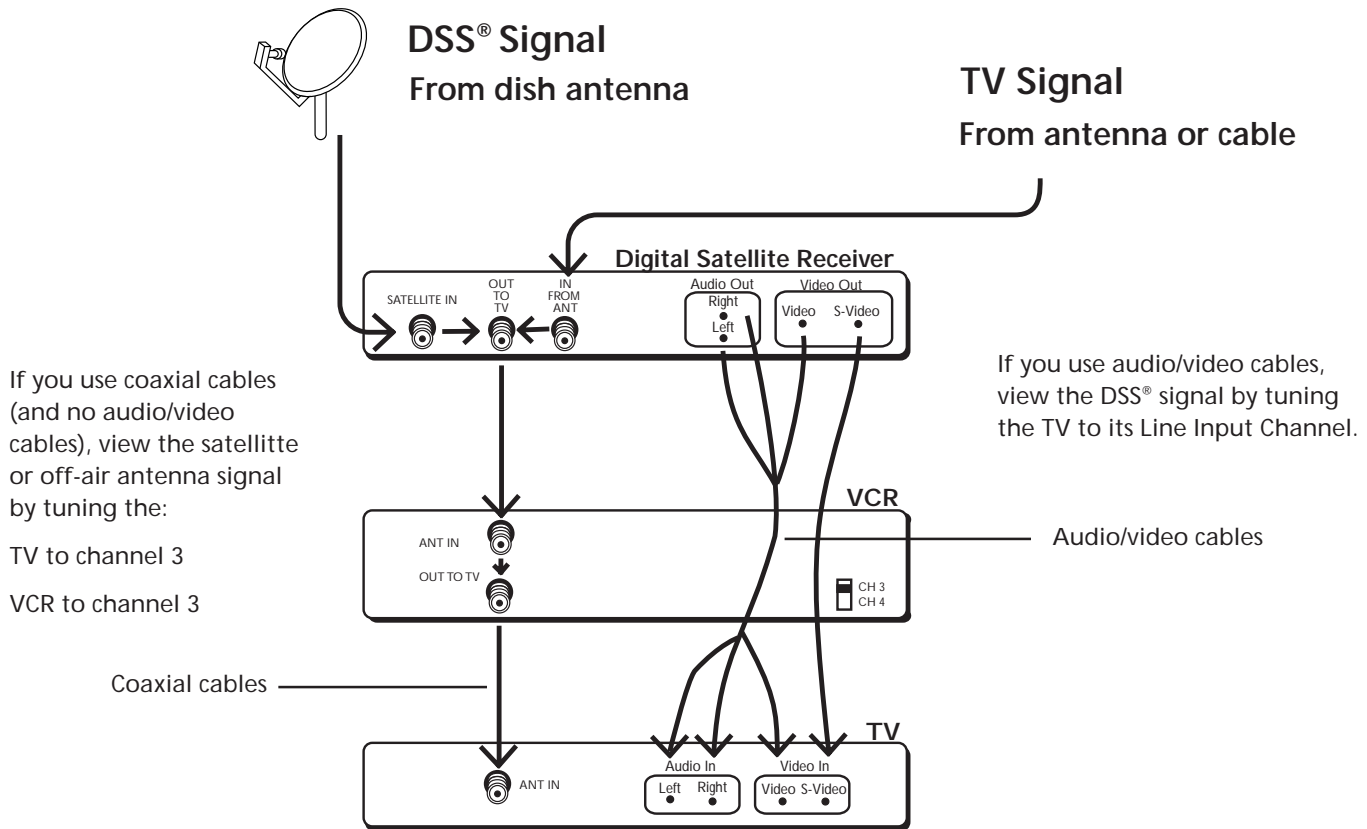 DSS® Signal
From dish antenna
TV Signal
From antenna or cable
Digital Satellite Receiver
SATELLITE IN
OUT
TO
TV
IN
FROM
ANT
Audio Out
Right
Left
Video Out
Video
S-Video
If you use coaxial cables
(and no audio/video
cables), view the satellitte
or off-air antenna signal
by tuning the:
TV to channel 3
VCR to channel 3
If you use audio/video cables,
view the DSS® signal by tuning
the TV to its Line Input Channel.
VCR
ANT IN
OUT TO TV
CH 3
CH 4
Audio/video cables
Coaxial cables
TV
ANT IN
Audio In
Left
Right
Video In
Video
S-Video